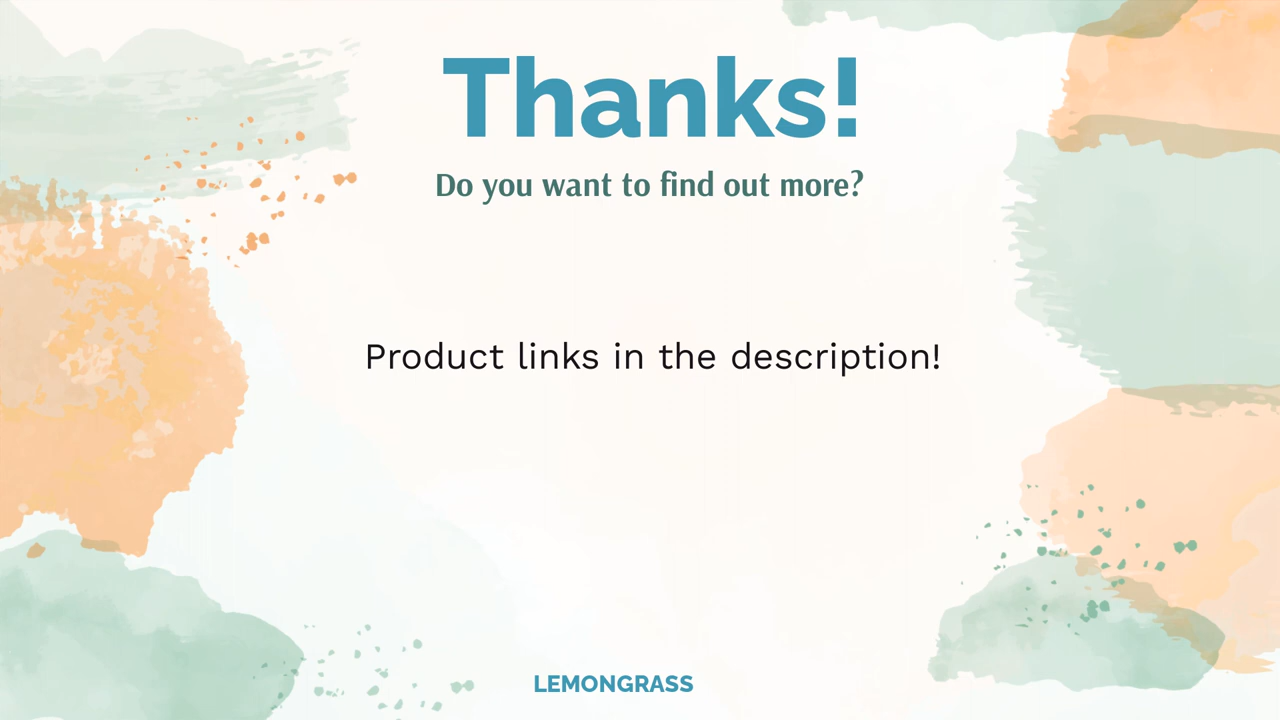 Thanks!
Do you want to find out more?
Product links in the description!
LEMONGRASS